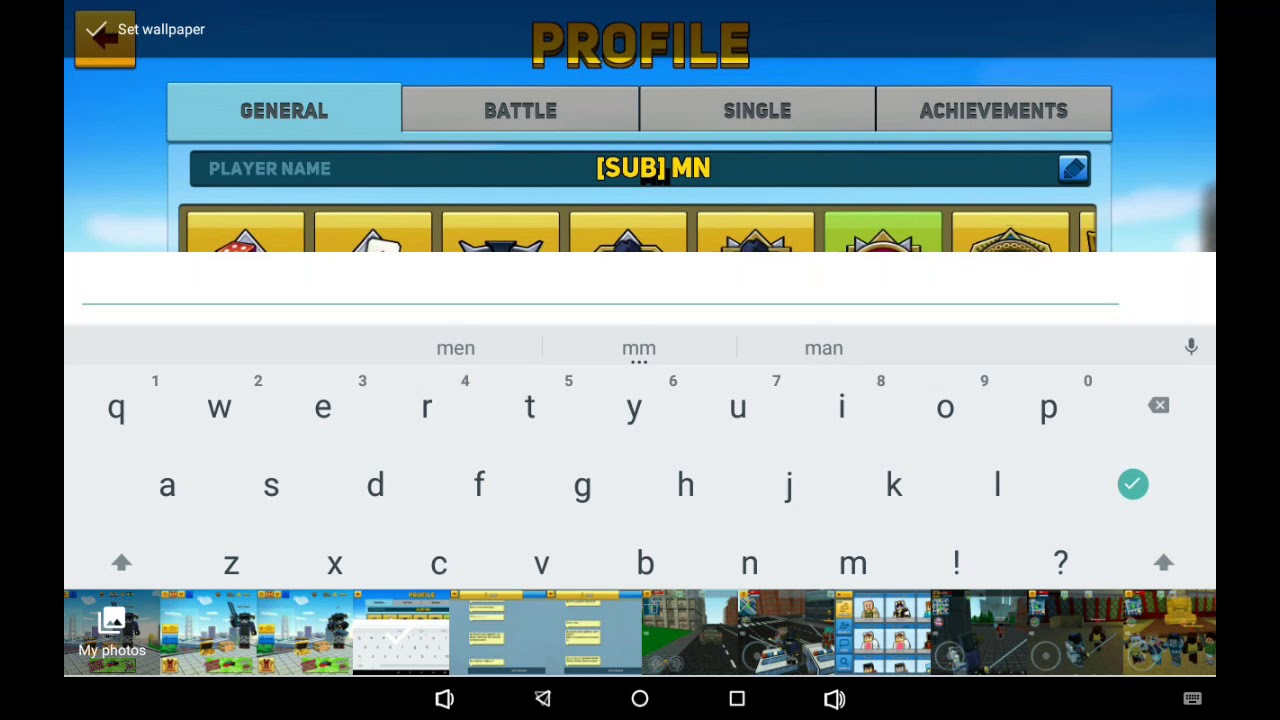 Set wallpaper
PROFILE
GENERAL BATTLE SINGLE ACHIEVEMENTS
PLAYER NAME [SUB] MN
men mm man
1 2 3 4 5 6 7 8 9 0
q w e r t y u i o p
a s d f g h j k l
z x c v b n m ! ?
PROFILE
My photos